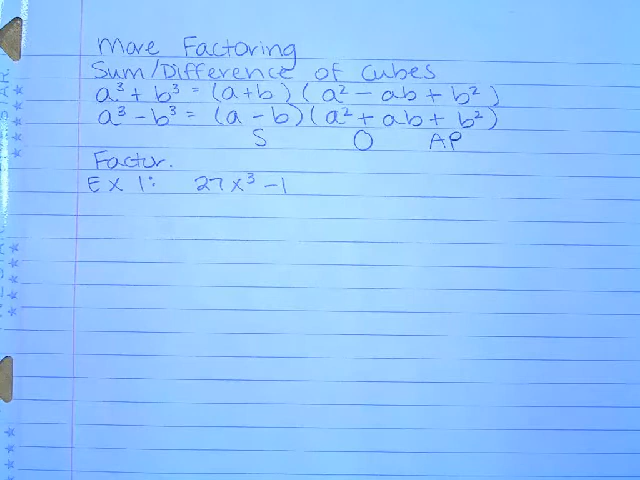 More Factoring
Sum/Difference of Cubes
a³ + b³ = (a+b)(a² - ab + b²)
a³ - b³ = (a - b)(a² + ab + b²)
S O AP
Factor.
Ex 1: 27x³ - 1